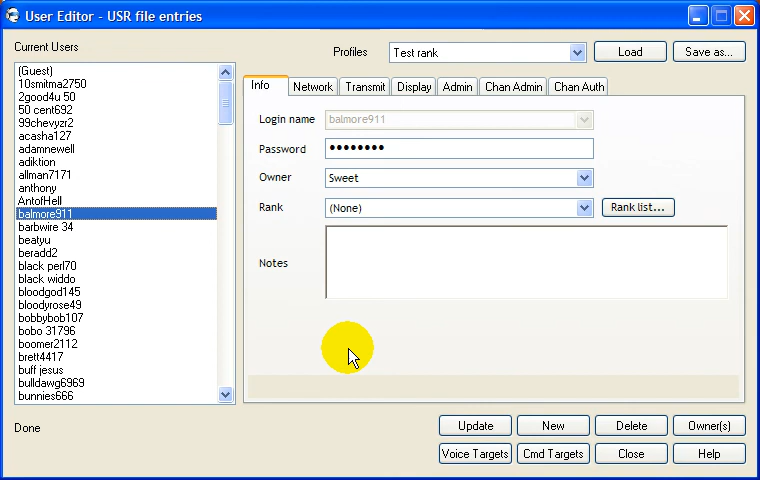 User Editor - USR file entries
Current Users
Profiles
Test rank
Load
Save as...
(Guest)
10smitma2750
2good4u 50
50 cent692
99chevyzr2
acasha127
adamnewell
adiktion
allman7171
anthony
AntofHell
balmore911
barbwire 34
beatyu
beradd2
black perl70
black widdo
bloodgod145
bloodyrose49
bobbybob107
bobo 31796
boomer2112
brett4417
buff jesus
bulldawg6969
bunnies666
Info
Network
Transmit
Display
Admin
Chan Admin
Chan Auth
Login name
balmore911
Password
●●●●●●●●
Owner
Sweet
Rank
(None)
Rank list...
Notes
Done
Update
New
Delete
Owner(s)
Voice Targets
Cmd Targets
Close
Help